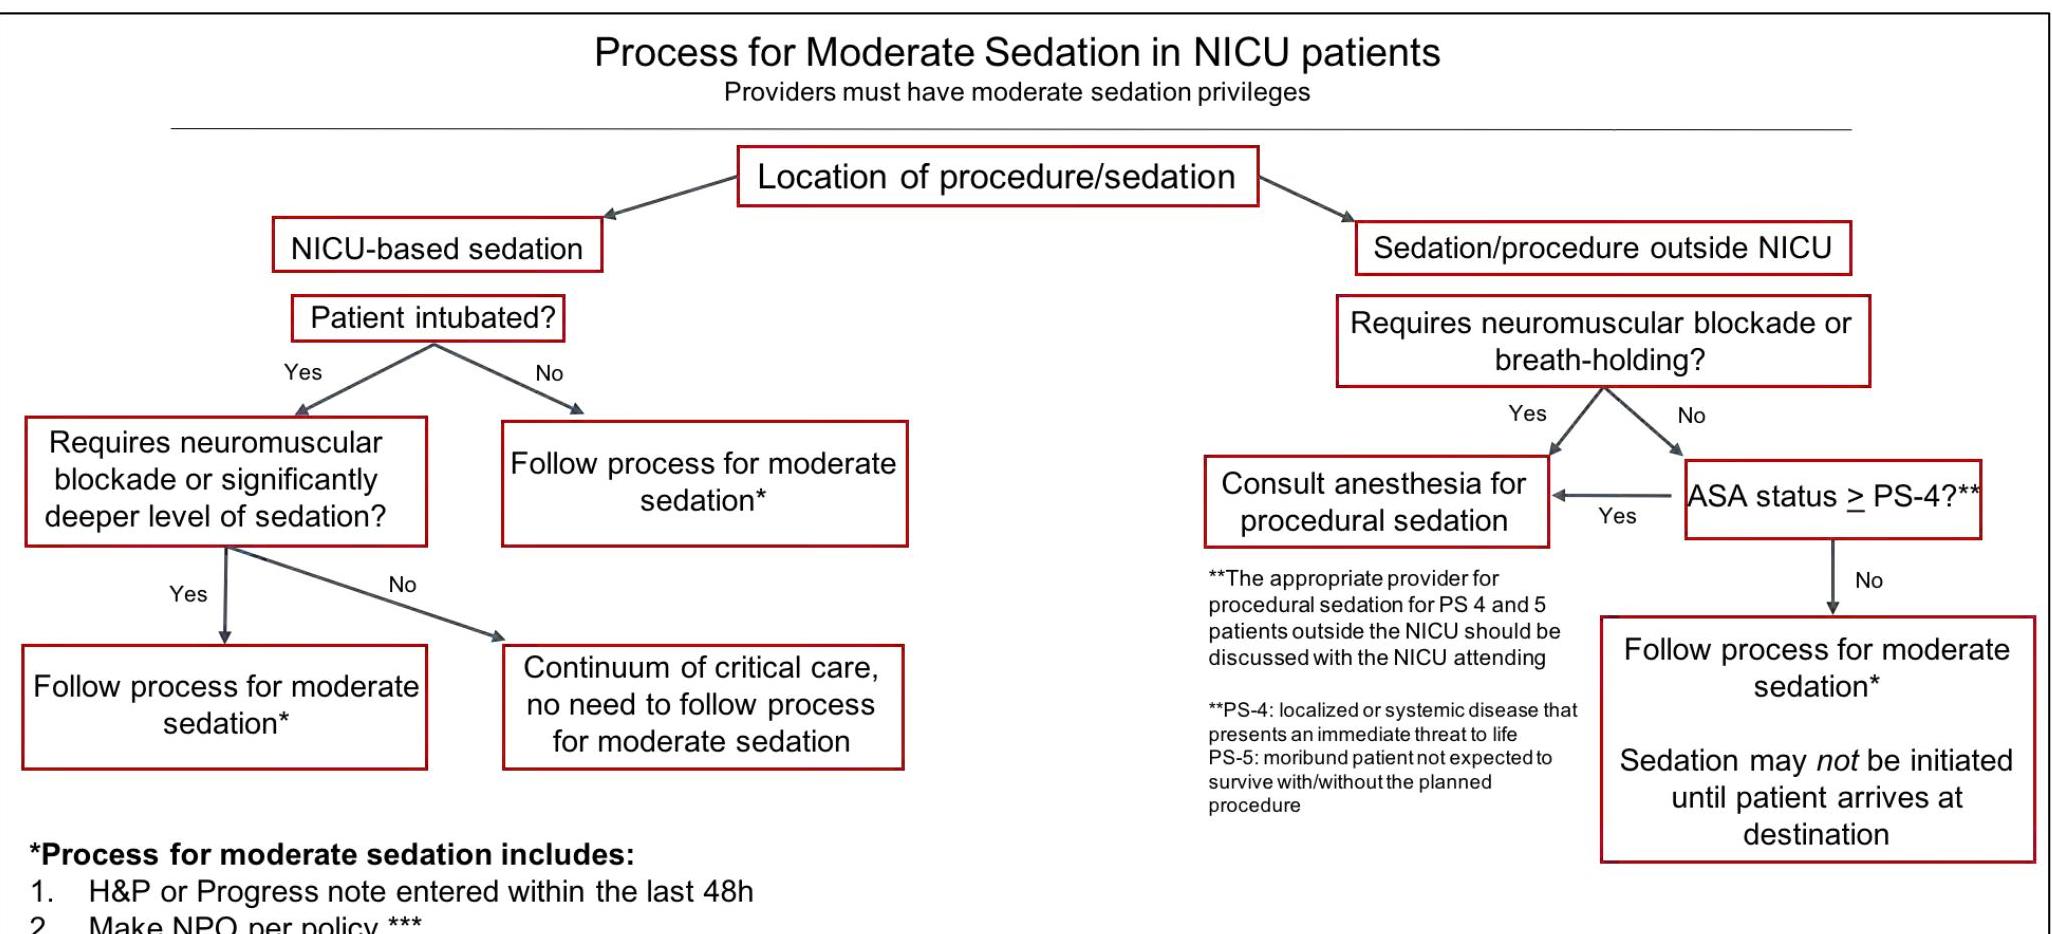 Process for Moderate Sedation in NICU patients
Providers must have moderate sedation privileges
Location of procedure/sedation
NICU-based sedation
Sedation/procedure outside NICU
Patient intubated?
Requires neuromuscular blockade or
breath-holding?
Yes
No
Yes
No
Requires neuromuscular
blockade or significantly
deeper level of sedation?
Follow process for moderate
sedation*
Consult anesthesia for
procedural sedation
Yes
ASA status ≥ PS-4?**
Yes
No
No
Follow process for moderate
sedation*
Continuum of critical care,
no need to follow process
for moderate sedation
**The appropriate provider for
procedural sedation for PS 4 and 5
patients outside the NICU should be
discussed with the NICU attending
**PS-4: localized or systemic disease that
presents an immediate threat to life
PS-5: moribund patient not expected to
survive with/without the planned
procedure
Follow process for moderate
sedation*
Sedation may not be initiated
until patient arrives at
destination
*Process for moderate sedation includes:
1. H&P or Progress note entered within the last 48h
2. Make NPO per policy ***